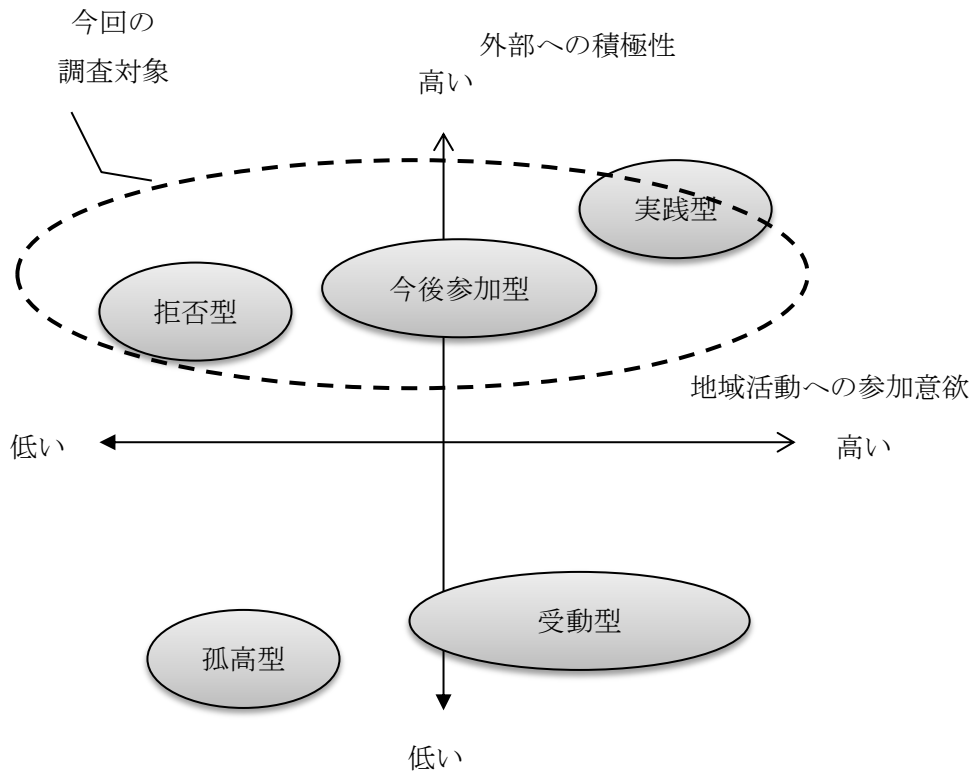 今回の
調査対象
外部への積極性
高い
実践型
今後参加型
拒否型
地域活動への参加意欲
低い
高い
受動型
孤高型
低い